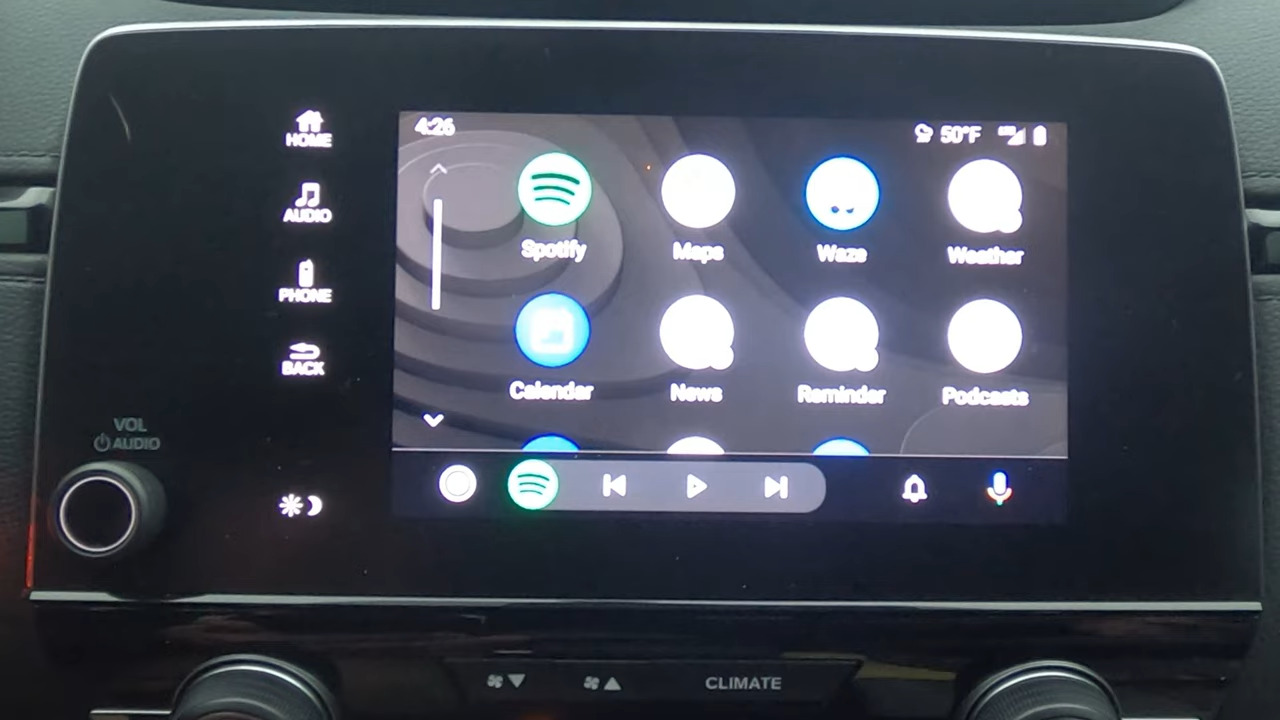 HOME
AUDIO
PHONE
BACK
VOL
AUDIO
4:26
50°F
Spotify
Maps
Waze
Weather
Calendar
News
Reminder
Podcasts
CLIMATE